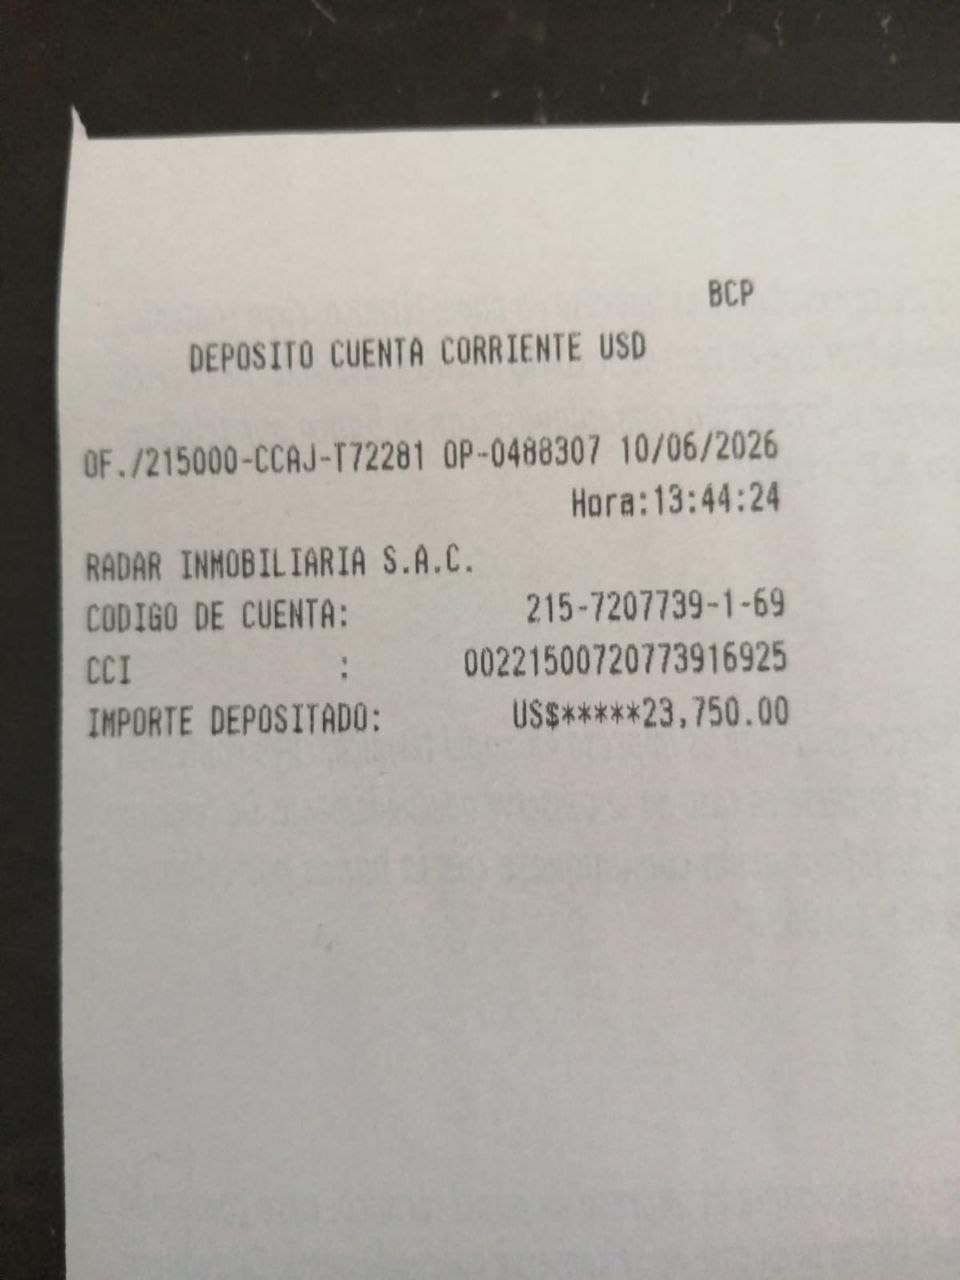 BCP
DEPOSITO CUENTA CORRIENTE USD
OF./215000-CCAJ-T72281 OP-0488307 10/06/2026
Hora:13:44:24
RADAR INMOBILIARIA S.A.C.
CODIGO DE CUENTA: 215-7207739-1-69
CCI : 00221500720773916925
IMPORTE DEPOSITADO: US$*****23,750.00